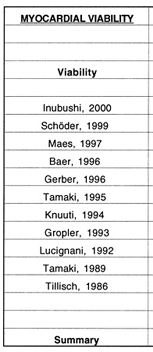 MYOCARDIAL VIABILITY
Viability
Inubushi, 2000
Schöder, 1999
Maes, 1997
Baer, 1996
Gerber, 1996
Tamaki, 1995
Knuuti, 1994
Gropler, 1993
Lucignani, 1992
Tamaki, 1989
Tillisch, 1986
Summary